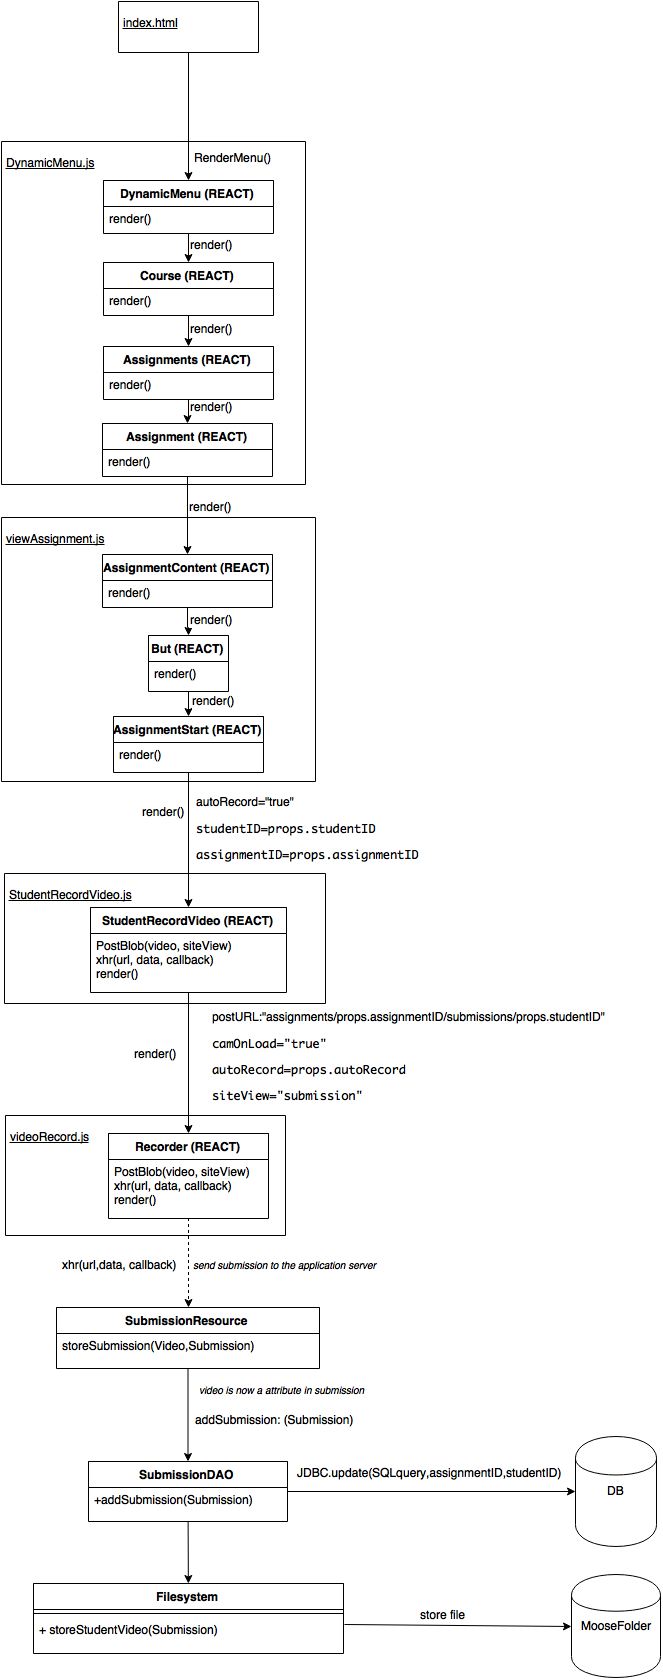 index.html
DynamicMenu.js
RenderMenu()
DynamicMenu (REACT)
render()
render()
Course (REACT)
render()
render()
Assignments (REACT)
render()
render()
Assignment (REACT)
render()
render()
viewAssignment.js
AssignmentContent (REACT)
render()
render()
But (REACT)
render()
render()
AssignmentStart (REACT)
render()
render()
autoRecord="true"
studentID=props.studentID
assignmentID=props.assignmentID
StudentRecordVideo.js
StudentRecordVideo (REACT)
PostBlob(video, siteView)
xhr(url, data, callback)
render()
render()
postURL:"assignments/props.assignmentID/submissions/props.studentID"
camOnLoad="true"
autoRecord=props.autoRecord
siteView="submission"
videoRecord.js
Recorder (REACT)
PostBlob(video, siteView)
xhr(url, data, callback)
render()
xhr(url,data, callback)
send submission to the application server
SubmissionResource
storeSubmission(Video,Submission)
video is now a attribute in submission
addSubmission: (Submission)
SubmissionDAO
+addSubmission(Submission)
JDBC.update(SQLquery,assignmentID,studentID)
DB
Filesystem
+ storeStudentVideo(Submission)
store file
MooseFolder